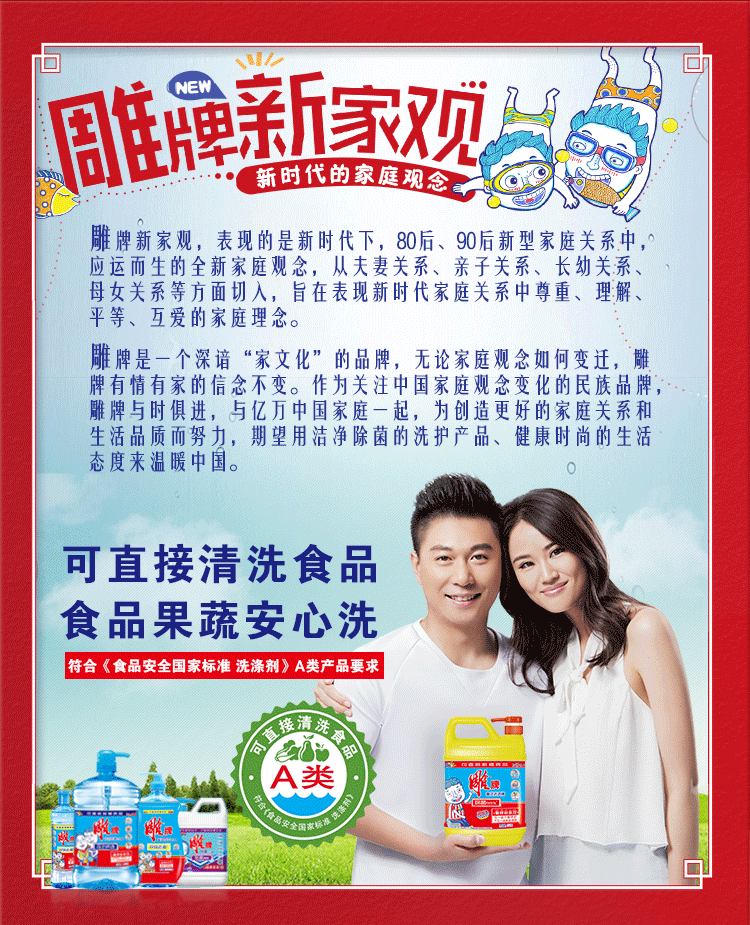 NEW
雕牌新家观
新时代的家庭观念
雕牌新家观，表现的是新时代下，80后、90后新型家庭关系中，
应运而生的全新家庭观念，从夫妻关系、亲子关系、长幼关系、
母女关系等方面切入，旨在表现新时代家庭关系中尊重、理解、
平等、互爱的家庭理念。
雕牌是一个深谙“家文化”的品牌，无论家庭观念如何变迁，雕
牌有情有家的信念不变。作为关注中国家庭观念变化的民族品牌，
雕牌与时俱进，与亿万中国家庭一起，为创造更好的家庭关系和
生活品质而努力，期望用洁净除菌的洗护产品、健康时尚的生活
态度来温暖中国。
可直接清洗食品
食品果蔬安心洗
符合《食品安全国家标准 洗涤剂》A类产品要求
可直接清洗食品
A类
符合《食品安全国家标准 洗涤剂》
雕牌
雕牌
雕牌
雕牌
雕牌